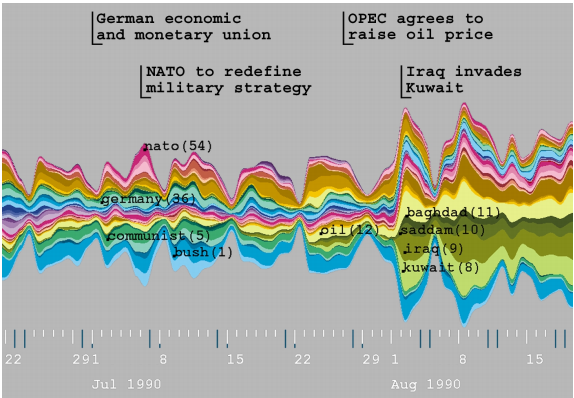 German economic
and monetary union
OPEC agrees to
raise oil price
NATO to redefine
military strategy
Iraq invades
Kuwait
nato(54)
germany(36)
communist(5)
bush(1)
oil(12)
baghdad(11)
saddam(10)
iraq(9)
kuwait(8)
22 29 1 8 15 22 29 1 8 15
Jul 1990 Aug 1990